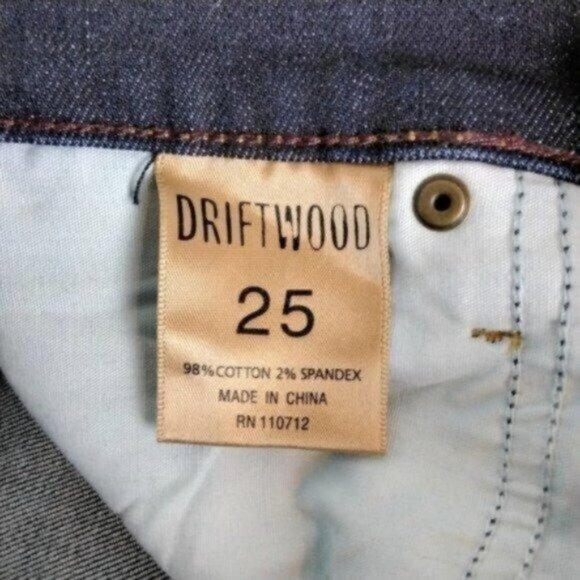 DRIFTWOOD
25
98% COTTON 2% SPANDEX
MADE IN CHINA
RN 110712